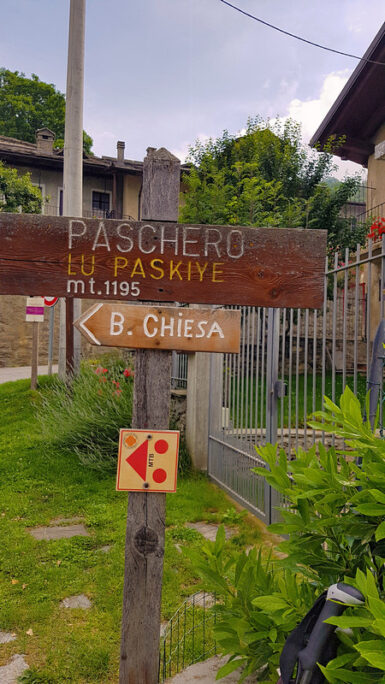 PASCHERO
LU PASKIYE
mt.1195
B. CHIESA
MTB